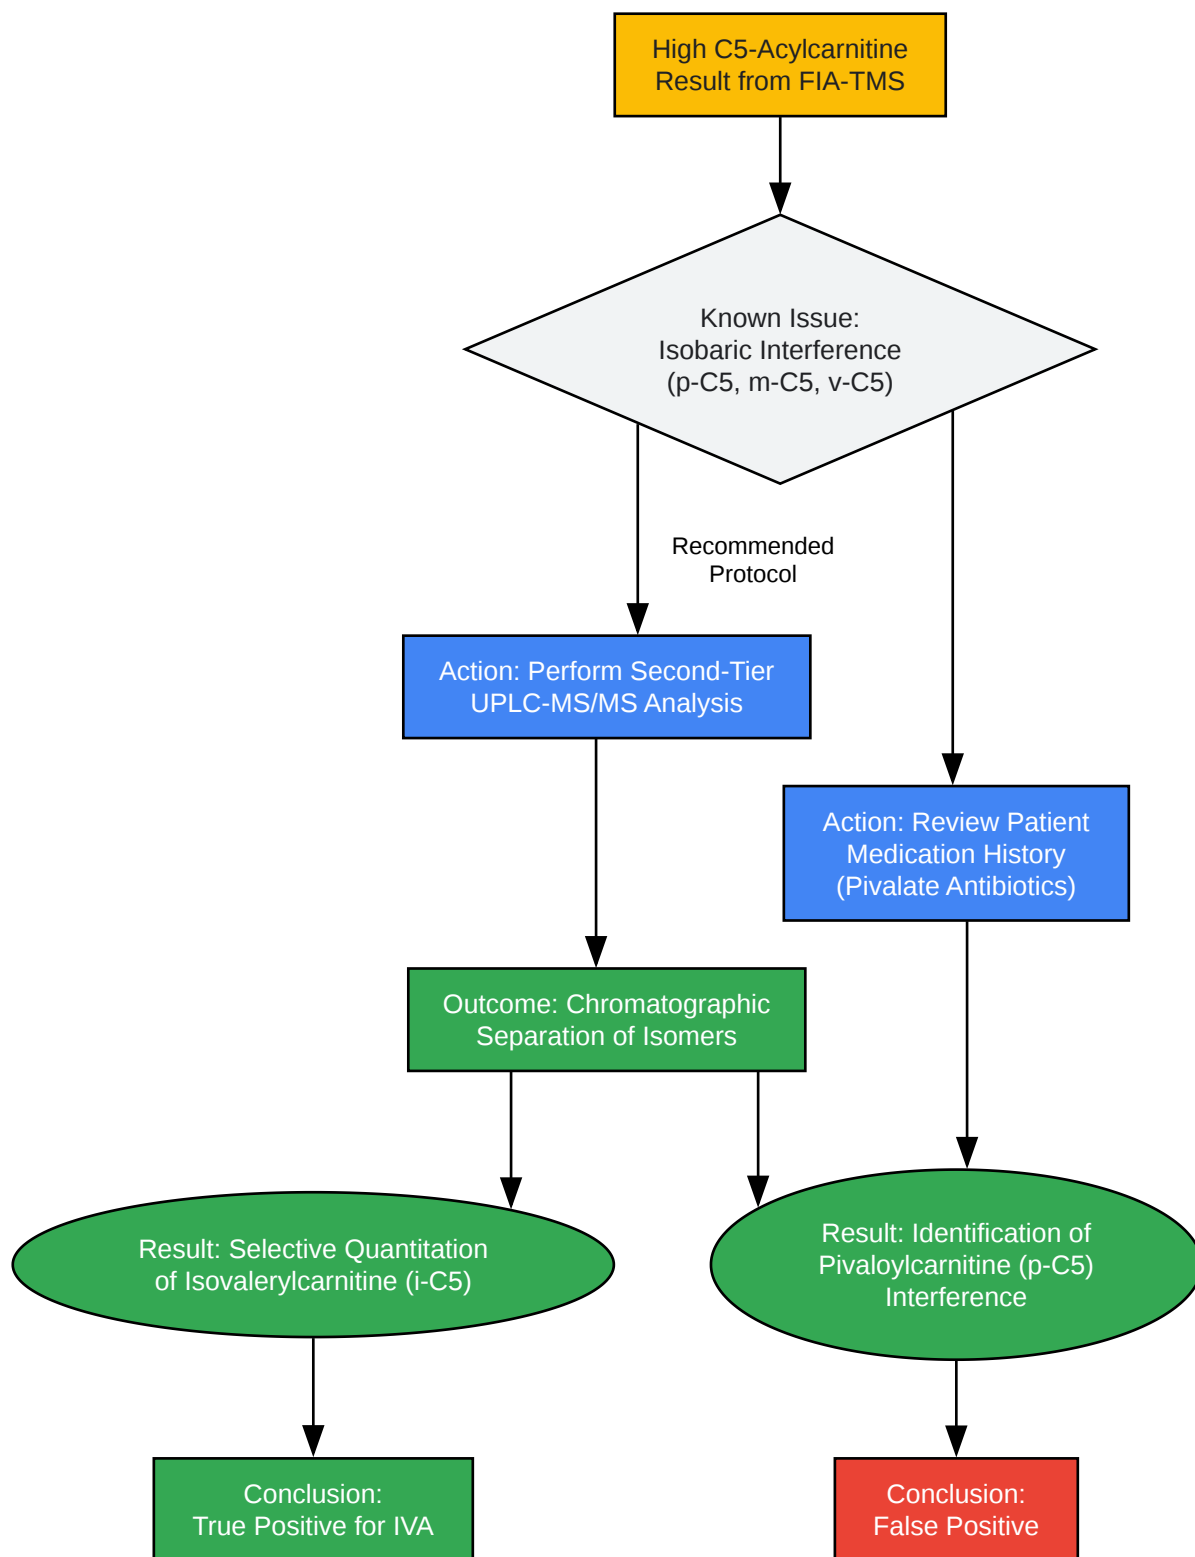 High C5-Acylcarnitine
Result from FIA-TMS
Known Issue:
Isobaric Interference
(p-C5, m-C5, v-C5)
Recommended
Protocol
Action: Perform Second-Tier
UPLC-MS/MS Analysis
Action: Review Patient
Medication History
(Pivalate Antibiotics)
Outcome: Chromatographic
Separation of Isomers
Result: Selective Quantitation
of Isovalerylcarnitine (i-C5)
Result: Identification of
Pivaloylcarnitine (p-C5)
Interference
Conclusion:
True Positive for IVA
Conclusion:
False Positive